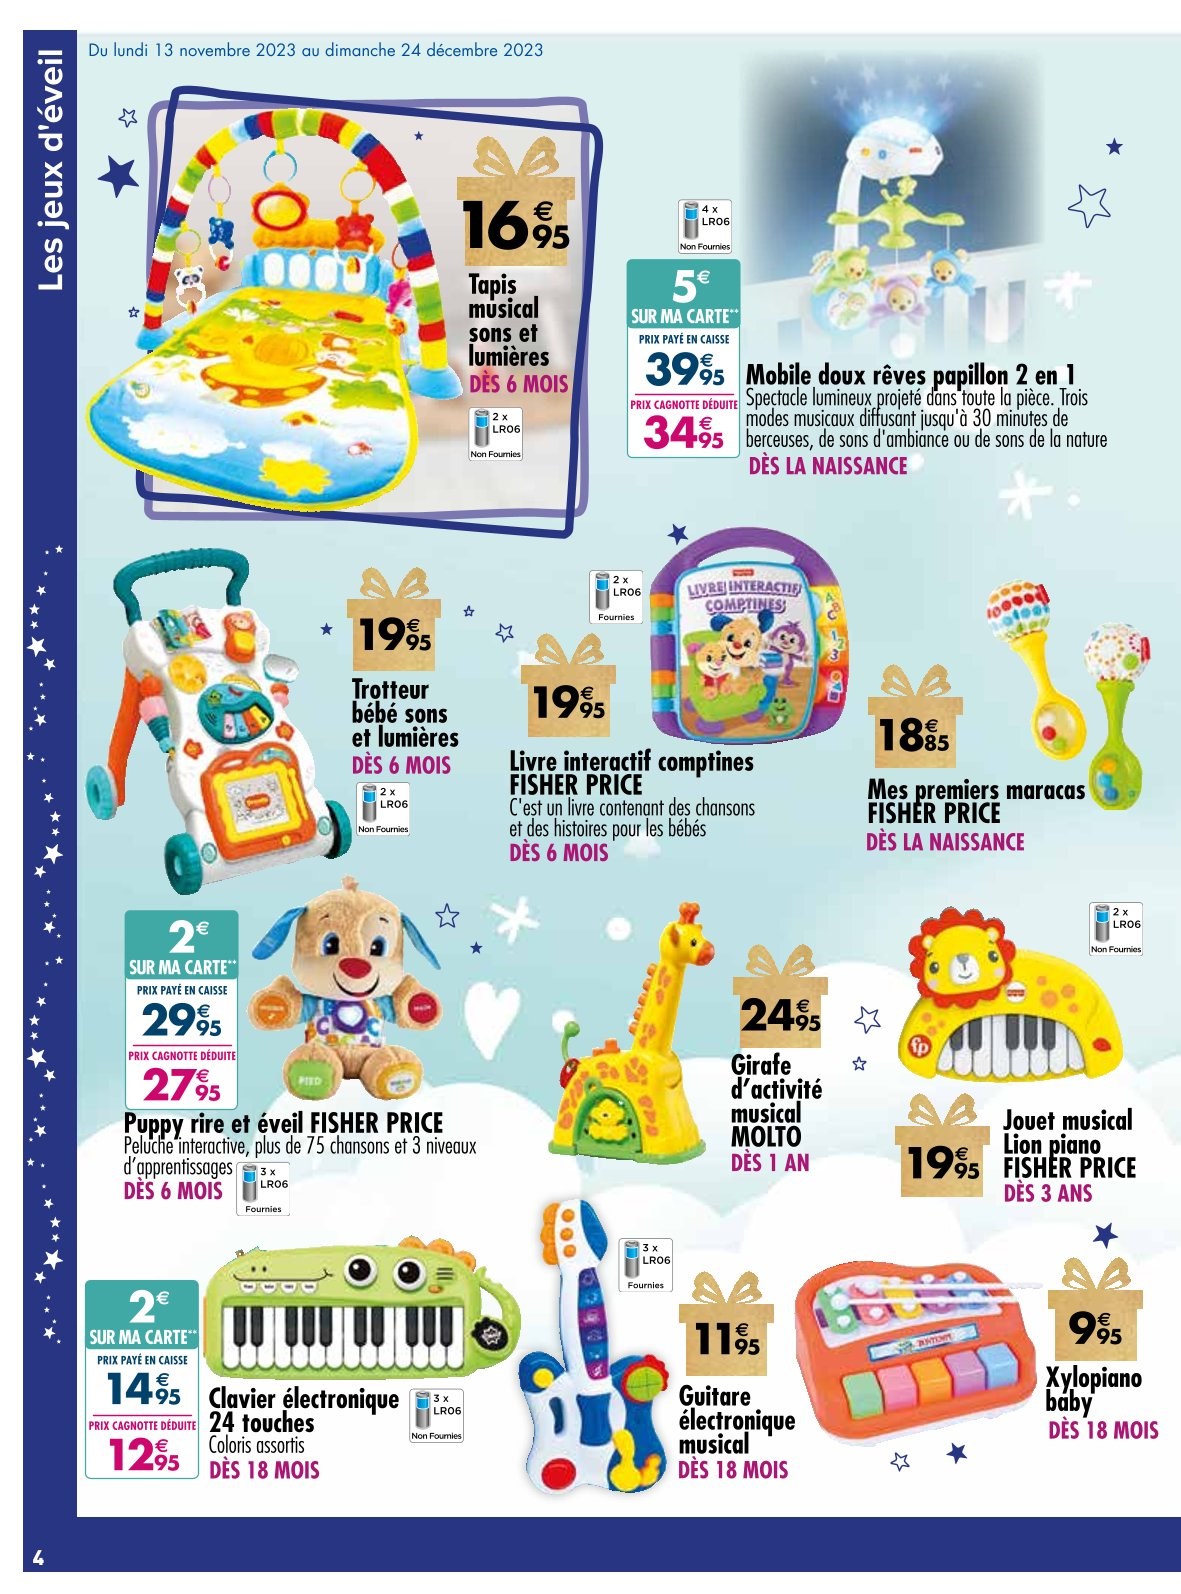 Les jeux d'éveil
Du lundi 13 novembre 2023 au dimanche 24 décembre 2023
16€95
Tapis
musical
sons et
lumières
DÈS 6 MOIS
2 x
LR06
Non Fournies
4 x
LR06
Non Fournies
5€
SUR MA CARTE**
PRIX PAYÉ EN CAISSE
39€95
PRIX CAGNOTTE DÉDUITE
34€95
Mobile doux rêves papillon 2 en 1
Spectacle lumineux projeté dans toute la pièce. Trois
modes musicaux diffusant jusqu'à 30 minutes de
berceuses, de sons d'ambiance ou de sons de la nature
DÈS LA NAISSANCE
19€95
Trotteur
bébé sons
et lumières
DÈS 6 MOIS
2 x
LR06
Non Fournies
2 x
LR06
Fournies
LIVRE INTERACTIF
COMPTINES
ABC
123
19€95
Livre interactif comptines
FISHER PRICE
C'est un livre contenant des chansons
et des histoires pour les bébés
DÈS 6 MOIS
18€85
Mes premiers maracas
FISHER PRICE
DÈS LA NAISSANCE
2€
SUR MA CARTE**
PRIX PAYÉ EN CAISSE
29€95
PRIX CAGNOTTE DÉDUITE
27€95
PIED
Puppy rire et éveil FISHER PRICE
Peluche interactive, plus de 75 chansons et 3 niveaux
d’apprentissages
DÈS 6 MOIS
3 x
LR06
Fournies
24€95
Girafe
d’activité
musical
MOLTO
DÈS 1 AN
2 x
LR06
Non Fournies
fp
19€95
Jouet musical
Lion piano
FISHER PRICE
DÈS 3 ANS
2€
SUR MA CARTE**
PRIX PAYÉ EN CAISSE
14€95
PRIX CAGNOTTE DÉDUITE
12€95
Clavier électronique
24 touches
Coloris assortis
DÈS 18 MOIS
3 x
LR06
Non Fournies
3 x
LR06
Fournies
11€95
Guitare
électronique
musical
DÈS 18 MOIS
9€95
Xylopiano
baby
DÈS 18 MOIS
4